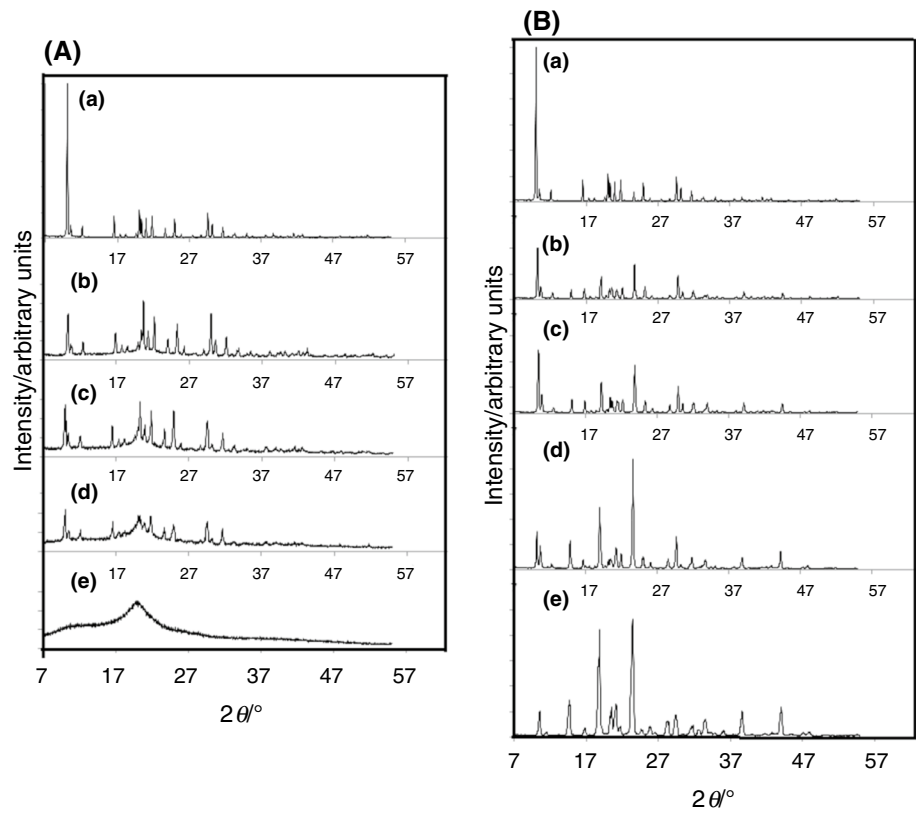 (A)
(a)
17 27 37 47 57
(b)
17 27 37 47 57
(c)
17 27 37 47 57
(d)
17 27 37 47 57
(e)
7 17 27 37 47 57
2θ/°
Intensity/arbitrary units
(B)
(a)
17 27 37 47 57
(b)
17 27 37 47 57
(c)
17 27 37 47 57
(d)
17 27 37 47 57
(e)
7 17 27 37 47 57
2θ/°
Intensity/arbitrary units